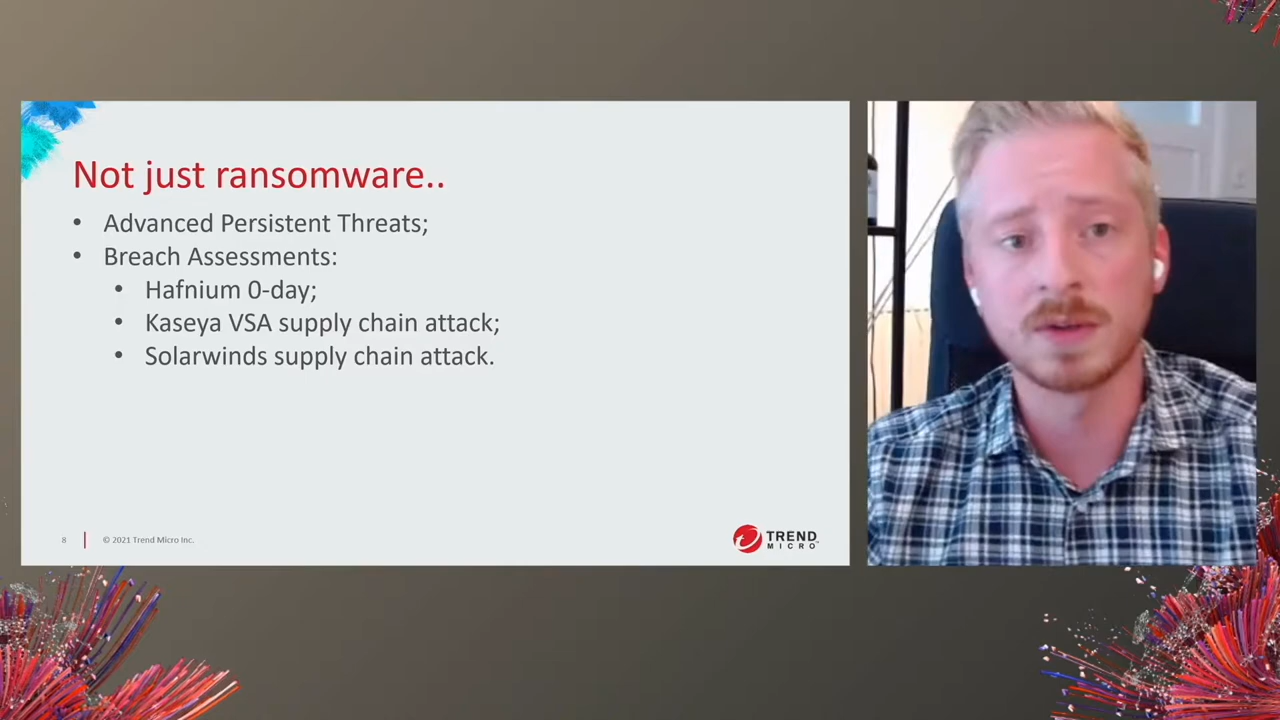 Not just ransomware..
• Advanced Persistent Threats;
• Breach Assessments:
• Hafnium 0-day;
• Kaseya VSA supply chain attack;
• Solarwinds supply chain attack.
8 © 2021 Trend Micro Inc.
TREND
MICRO